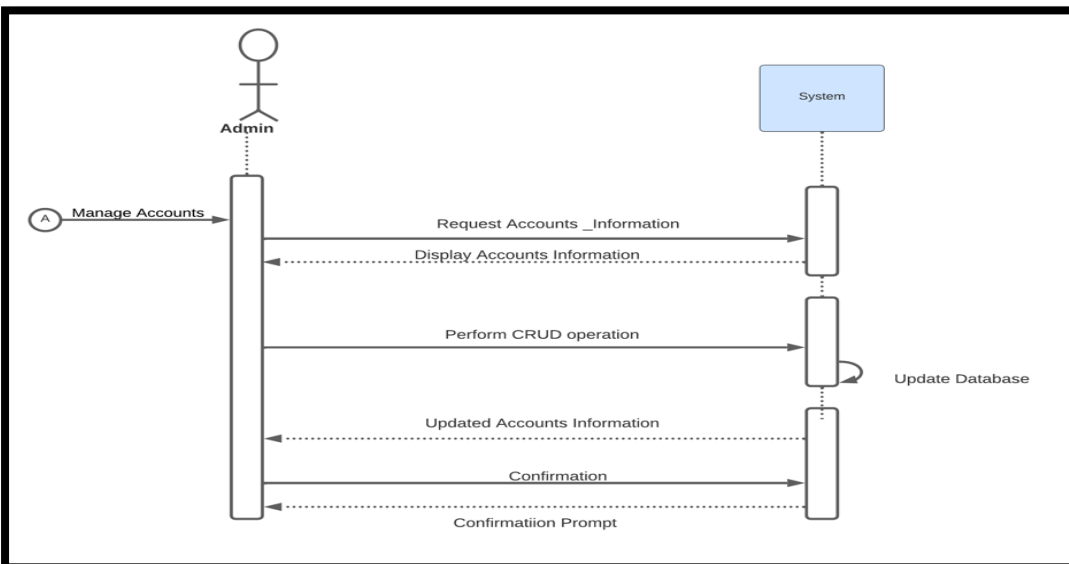 System
Admin
A
Manage Accounts
Request Accounts _Information
Display Accounts Information
Perform CRUD operation
Update Database
Updated Accounts Information
Confirmation
Confirmatiion Prompt